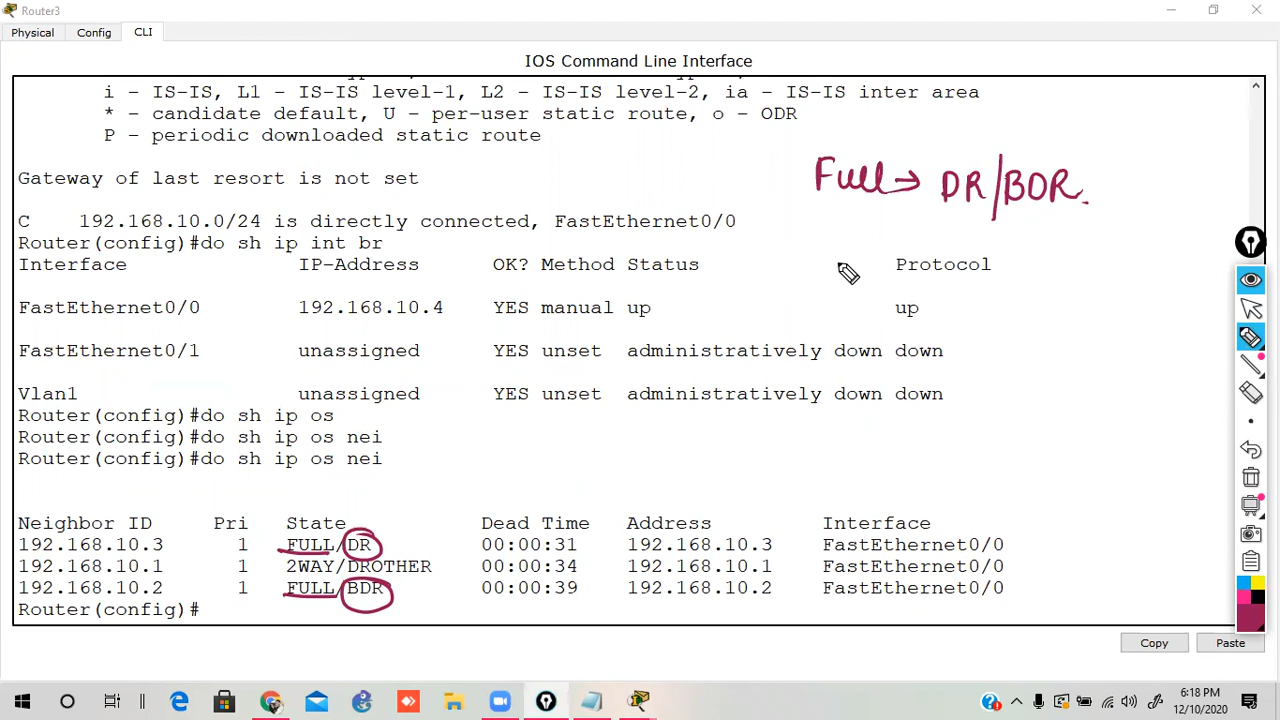 Router3
Physical Config CLI
IOS Command Line Interface
i - IS-IS, L1 - IS-IS level-1, L2 - IS-IS level-2, ia - IS-IS inter area
* - candidate default, U - per-user static route, o - ODR
P - periodic downloaded static route
Full → DR/BDR.
Gateway of last resort is not set
C 192.168.10.0/24 is directly connected, FastEthernet0/0
Router(config)#do sh ip int br
Interface IP-Address OK? Method Status Protocol
FastEthernet0/0 192.168.10.4 YES manual up up
FastEthernet0/1 unassigned YES unset administratively down down
Vlan1 unassigned YES unset administratively down down
Router(config)#do sh ip os
Router(config)#do sh ip os nei
Router(config)#do sh ip os nei
Neighbor ID Pri State Dead Time Address Interface
192.168.10.3 1 FULL/DR 00:00:31 192.168.10.3 FastEthernet0/0
192.168.10.1 1 2WAY/DROTHER 00:00:34 192.168.10.1 FastEthernet0/0
192.168.10.2 1 FULL/BDR 00:00:39 192.168.10.2 FastEthernet0/0
Router(config)#
Copy Paste
6:18 PM
12/10/2020